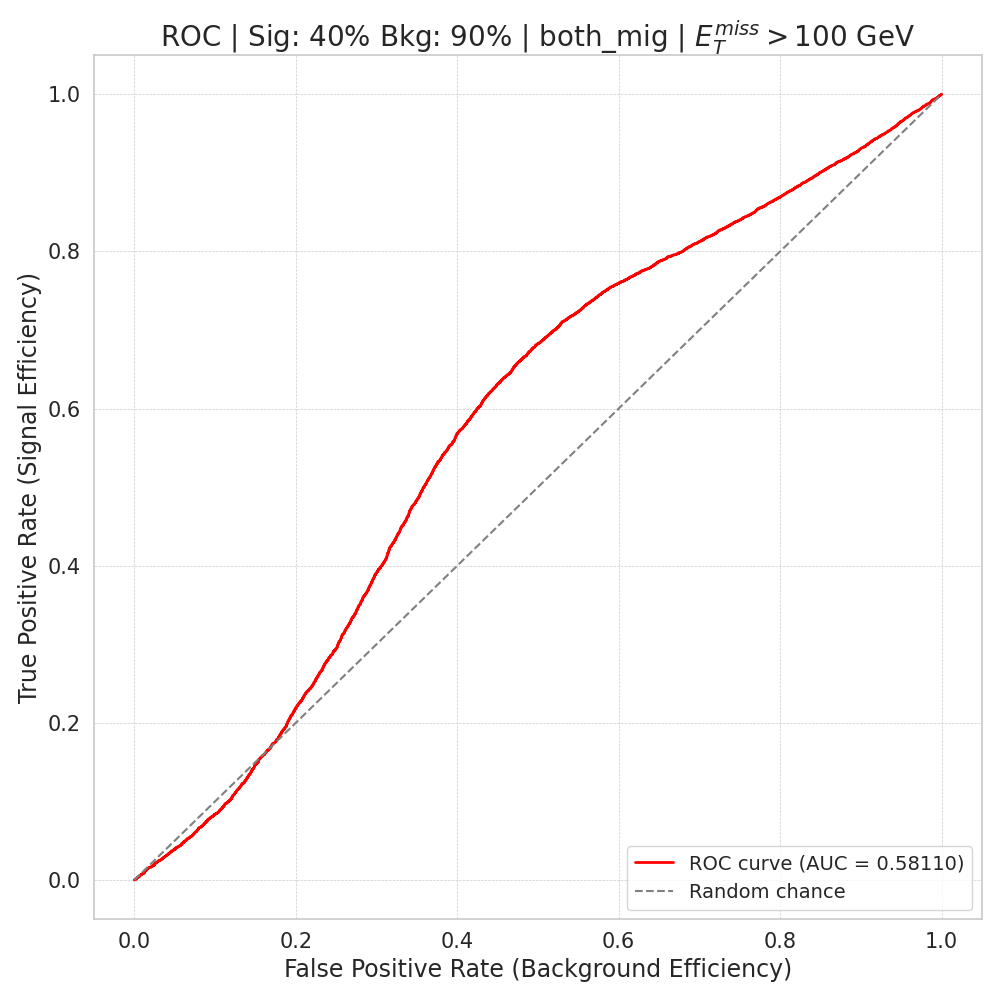 ROC | Sig: 40% Bkg: 90% | both_mig | $E_T^{miss} > 100$ GeV
1.0
0.8
0.6
0.4
0.2
0.0
True Positive Rate (Signal Efficiency)
ROC curve (AUC = 0.58110)
Random chance
0.0 0.2 0.4 0.6 0.8 1.0
False Positive Rate (Background Efficiency)